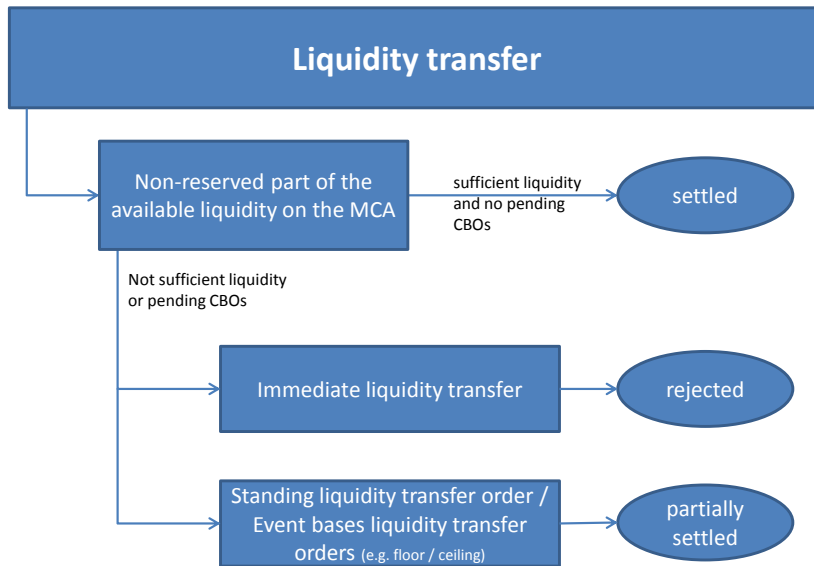 Liquidity transfer
Non-reserved part of the
available liquidity on the MCA
sufficient liquidity
and no pending
CBOs
settled
Not sufficient liquidity
or pending CBOs
Immediate liquidity transfer
rejected
Standing liquidity transfer order /
Event bases liquidity transfer
orders (e.g. floor / ceiling)
partially
settled